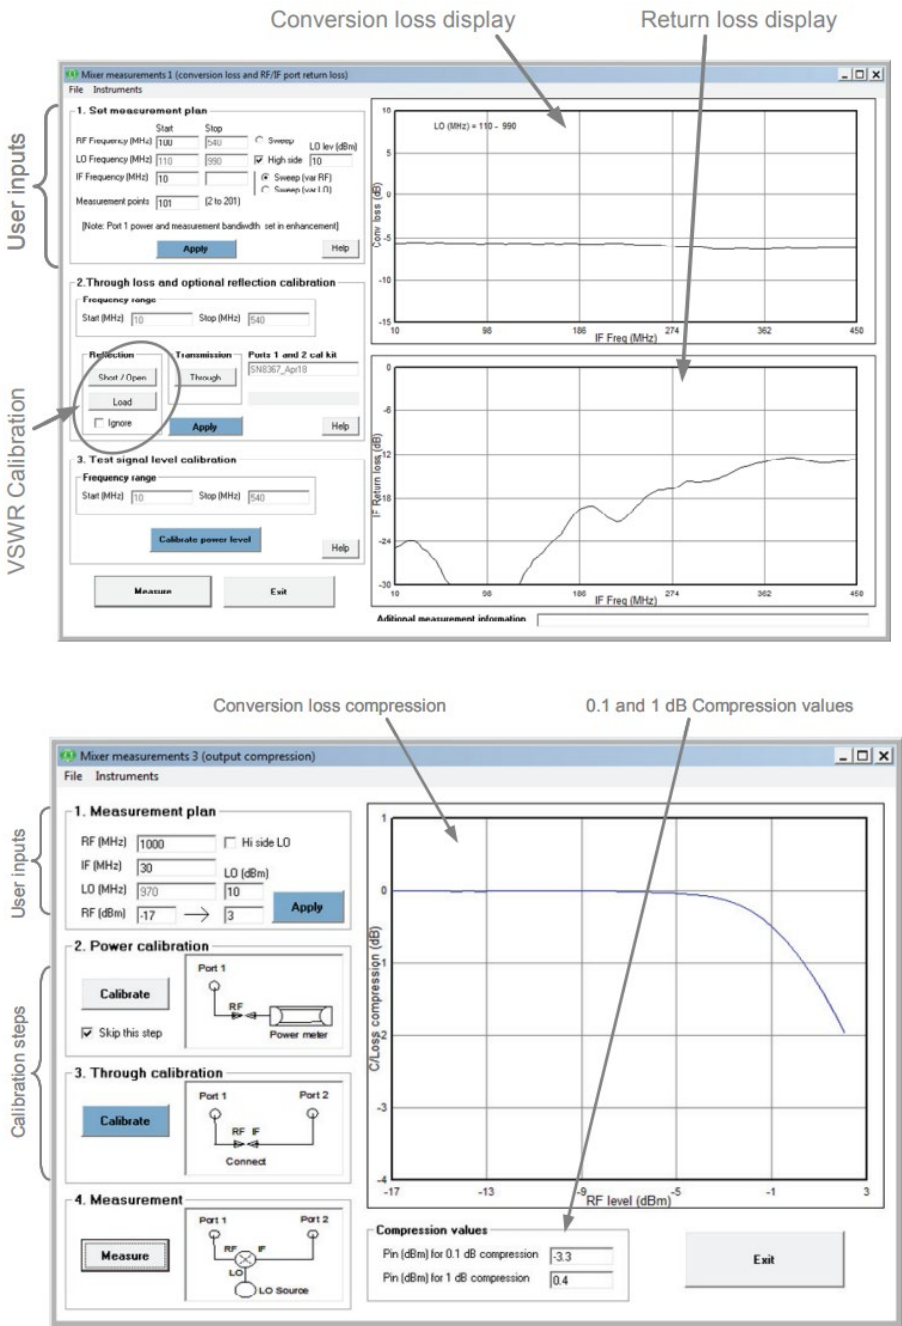 Conversion loss display
Return loss display
Mixer measurements 1 (conversion loss and RF/IF port return loss)
File Instruments
User inputs
1. Set measurement plan
Start Stop
RF Frequency (MHz) 100 540 Sweep LO lev (dBm)
LO Frequency (MHz) 110 990 High side 10
IF Frequency (MHz) 10 Sweep (var RF)
Sweep (var LO)
Measurement points 101 (2 to 201)
[Note: Port 1 power and measurement bandwidth set in enhancement]
Apply Help
2.Through loss and optional reflection calibration
Frequency range
Start (MHz) 10 Stop (MHz) 540
Reflection Transmission Ports 1 and 2 cal kit
Short / Open Through SN8367_Apr18
Load
Ignore Apply Help
VSWR Calibration
3. Test signal level calibration
Frequency range
Start (MHz) 10 Stop (MHz) 540
Calibrate power level
Help
Measure Exit
LO (MHz) = 110 - 990
10
5
0
-5
-10
-15
Conv loss (dB)
10 98 186 274 362 450
IF Freq (MHz)
0
-6
-12
-18
-24
-30
IF Return loss (dB)
10 98 186 274 362 450
IF Freq (MHz)
Aditional measurement information
Conversion loss compression
0.1 and 1 dB Compression values
Mixer measurements 3 (output compression)
File Instruments
User inputs
1. Measurement plan
RF (MHz) 1000 Hi side LO
IF (MHz) 30 LO (dBm)
LO (MHz) 970 10
RF (dBm) -17 → 3 Apply
Calibration steps
2. Power calibration
Calibrate
Skip this step
Port 1
RF
Power meter
3. Through calibration
Calibrate
Port 1 Port 2
RF IF
Connect
4. Measurement
Measure
Port 1 Port 2
RF IF
LO
LO Source
1
0
-1
-2
-3
-4
C/Loss compression (dB)
-17 -13 -9 -5 -1 3
RF level (dBm)
Compression values
Pin (dBm) for 0.1 dB compression -3.3
Pin (dBm) for 1 dB compression 0.4
Exit